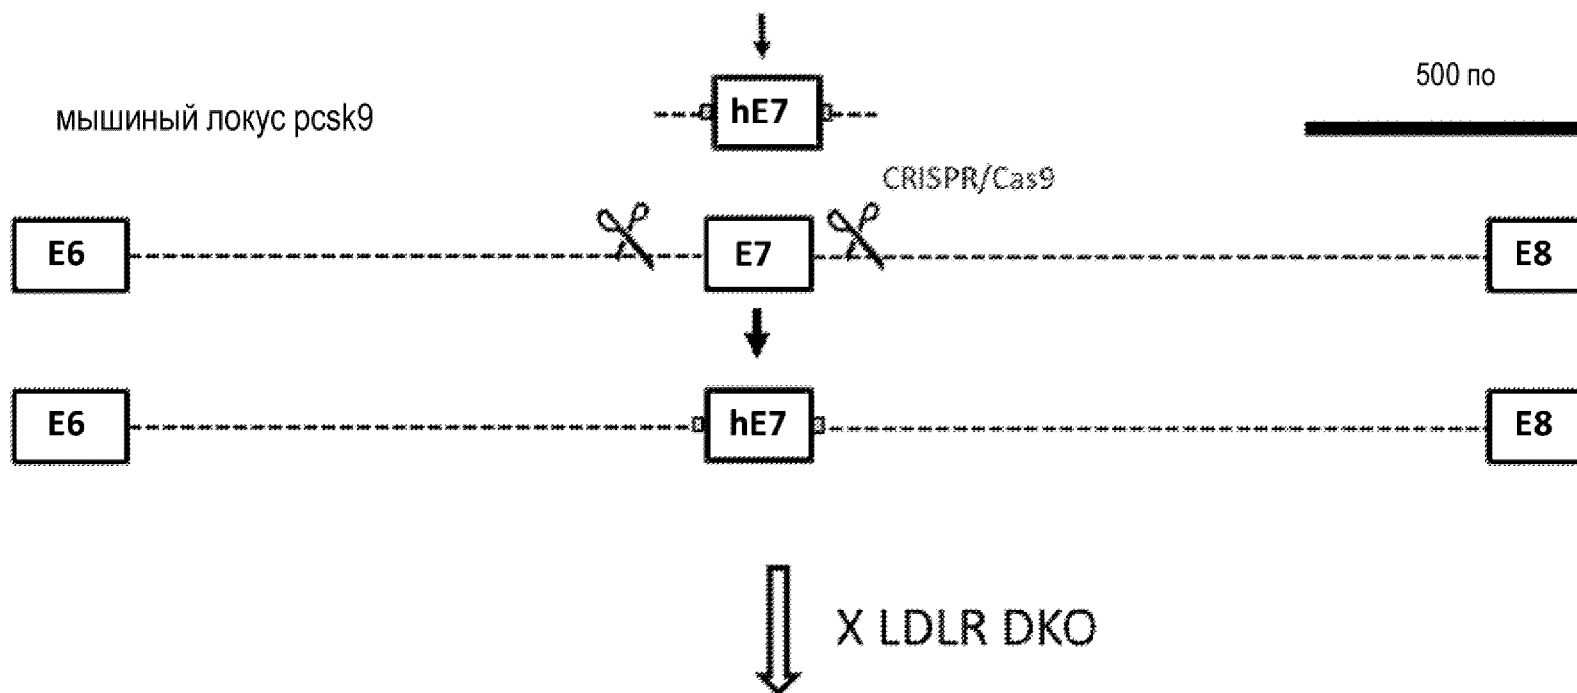 500 по
мышиный локус pcsk9
hE7
CRISPR/Cas9
E6
E7
E8
E6
hE7
E8
X LDLR DKO